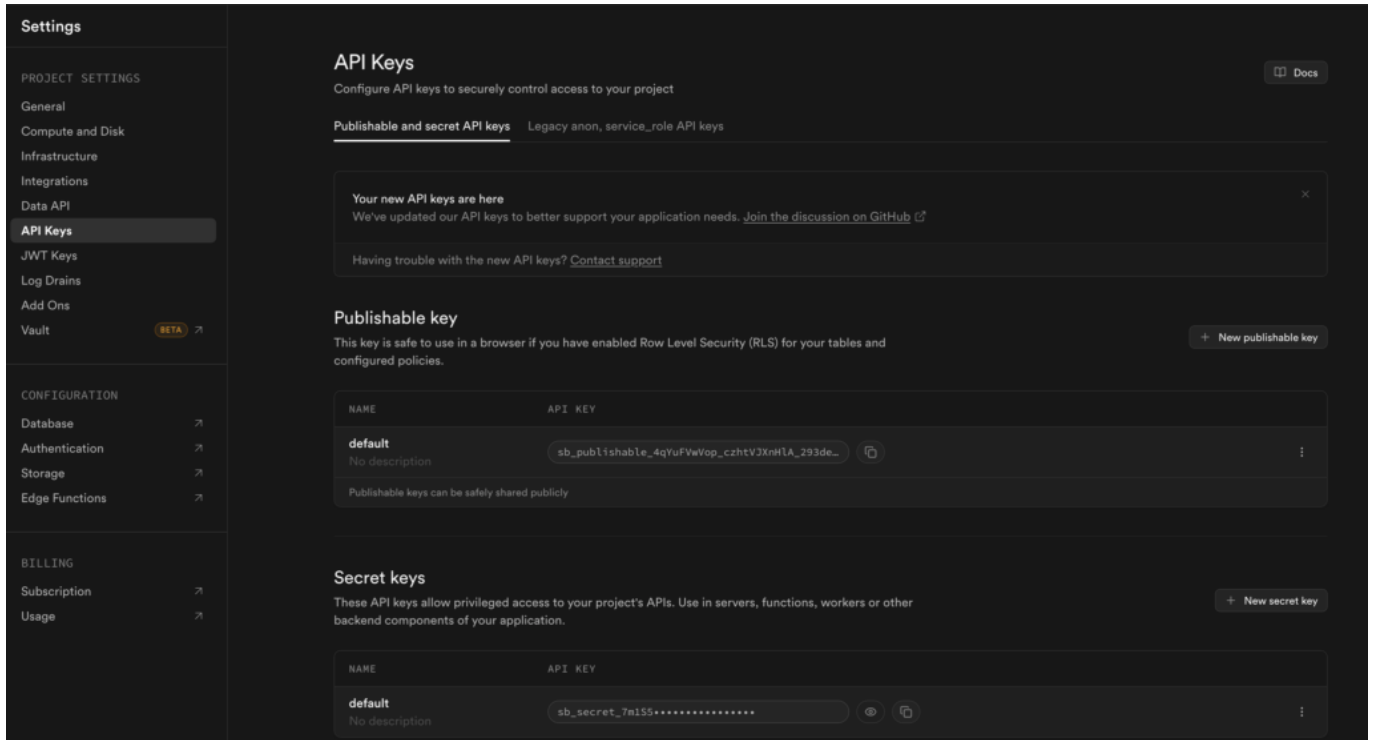 Settings
PROJECT SETTINGS
General
Compute and Disk
Infrastructure
Integrations
Data API
API Keys
JWT Keys
Log Drains
Add Ons
Vault BETA
CONFIGURATION
Database
Authentication
Storage
Edge Functions
BILLING
Subscription
Usage
API Keys
Configure API keys to securely control access to your project
Docs
Publishable and secret API keys Legacy anon, service_role API keys
Your new API keys are here
We've updated our API keys to better support your application needs. Join the discussion on GitHub
Having trouble with the new API keys? Contact support
Publishable key
This key is safe to use in a browser if you have enabled Row Level Security (RLS) for your tables and
configured policies.
+ New publishable key
NAME API KEY
default
No description
sb_publishable_4qYuFVwVop_czhtVJXnHlA_293de…
Publishable keys can be safely shared publicly
Secret keys
These API keys allow privileged access to your project's APIs. Use in servers, functions, workers or other
backend components of your application.
+ New secret key
NAME API KEY
default
No description
sb_secret_7m1S5••••••••••••••••